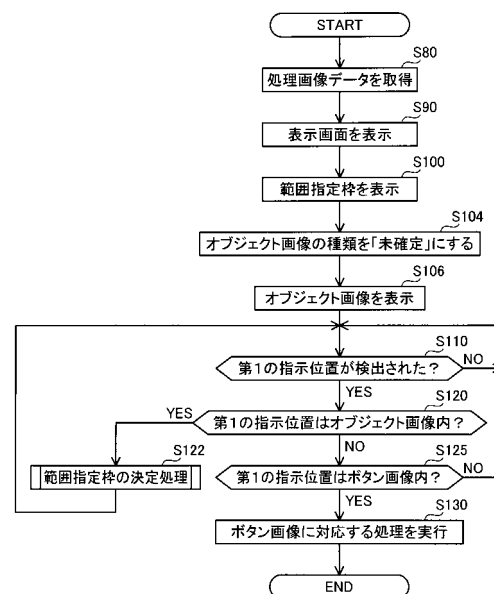 START
S80
処理画像データを取得
S90
表示画面を表示
S100
範囲指定枠を表示
S104
オブジェクト画像の種類を「未確定」にする
S106
オブジェクト画像を表示
S110
第1の指示位置が検出された?
NO
YES
S120
第1の指示位置はオブジェクト画像内?
YES
NO
S122
範囲指定枠の決定処理
S125
第1の指示位置はボタン画像内?
NO
YES
S130
ボタン画像に対応する処理を実行
END